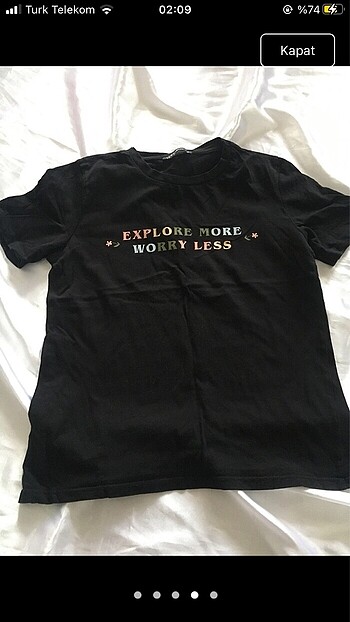 Turk Telekom 02:09 %74
Kapat
EXPLORE MORE
WORRY LESS